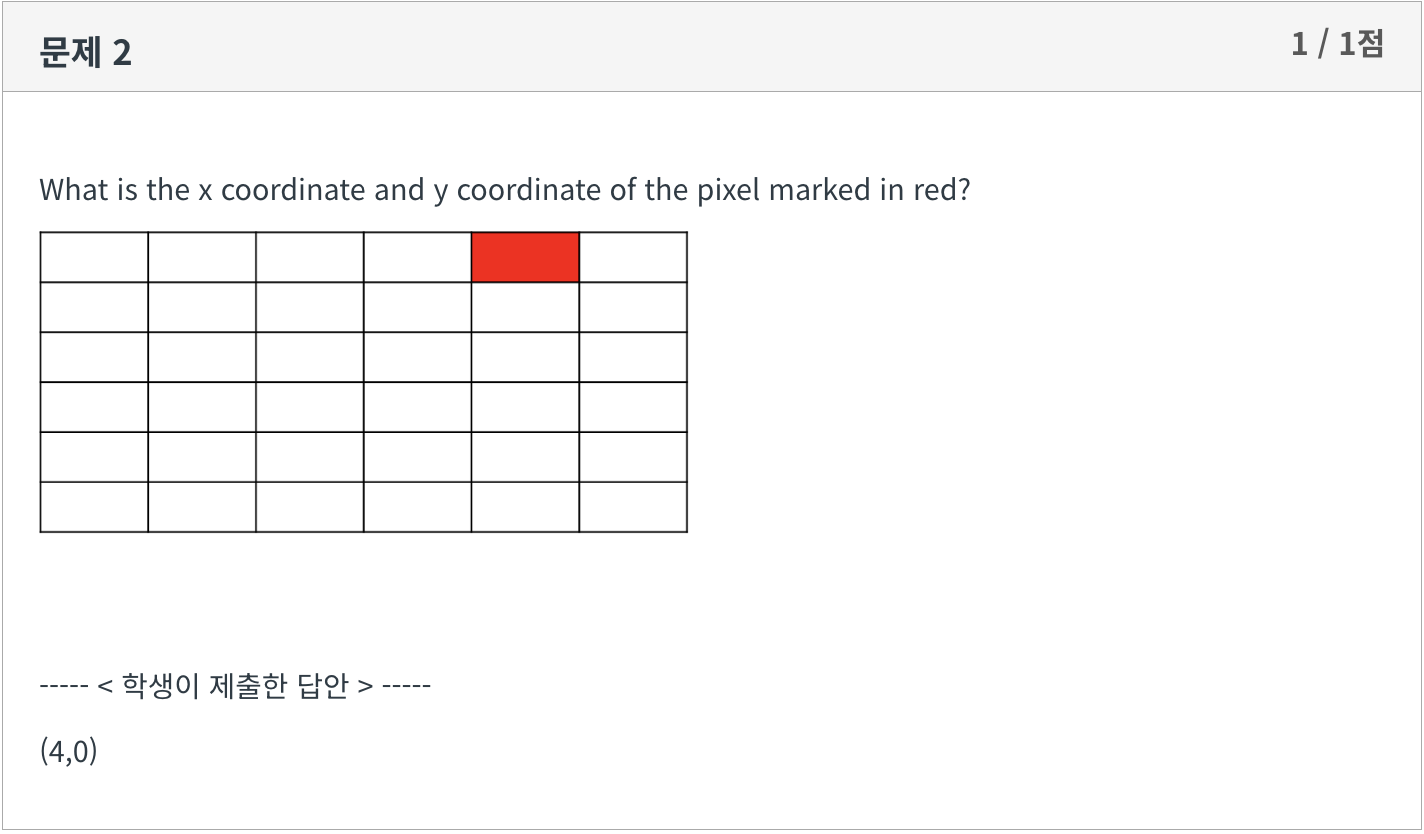 문제 2
1 / 1점
What is the x coordinate and y coordinate of the pixel marked in red?
----- < 학생이 제출한 답안 > -----
(4,0)